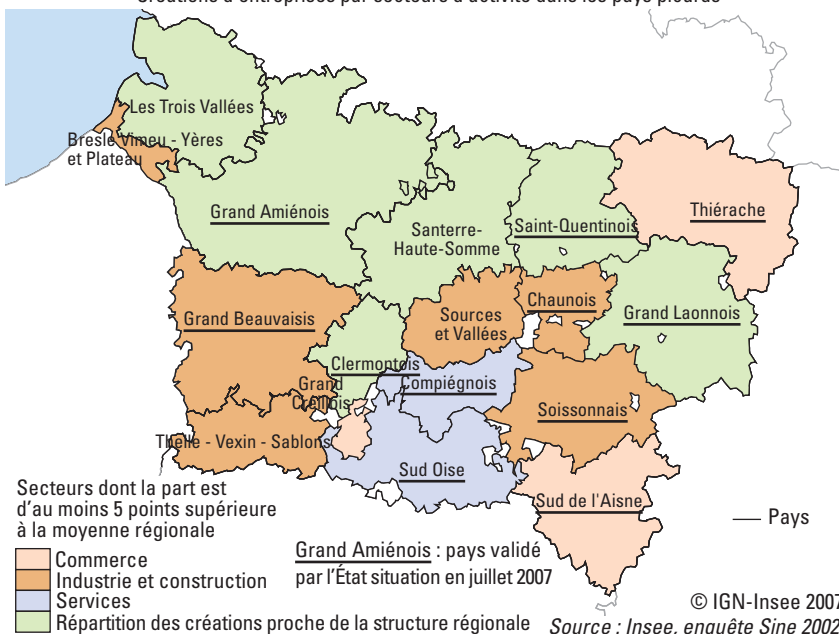 Créations d'entreprises par secteurs d'activité dans les pays picards
Les Trois Vallées
Bresle Vimeu - Yères
et Plateau
Grand Amiénois
Santerre-
Haute-Somme
Saint-Quentinois
Thiérache
Grand Beauvaisis
Sources
et Vallées
Chaunois
Grand Laonnois
Clermontois
Grand
Creillois
Compiégnois
Soissonnais
Thelle - Vexin - Sablons
Sud Oise
Sud de l'Aisne
Secteurs dont la part est
d'au moins 5 points supérieure
à la moyenne régionale
Commerce
Industrie et construction
Services
Répartition des créations proche de la structure régionale
Grand Amiénois : pays validé
par l'État situation en juillet 2007
Pays
© IGN-Insee 2007
Source : Insee, enquête Sine 2002